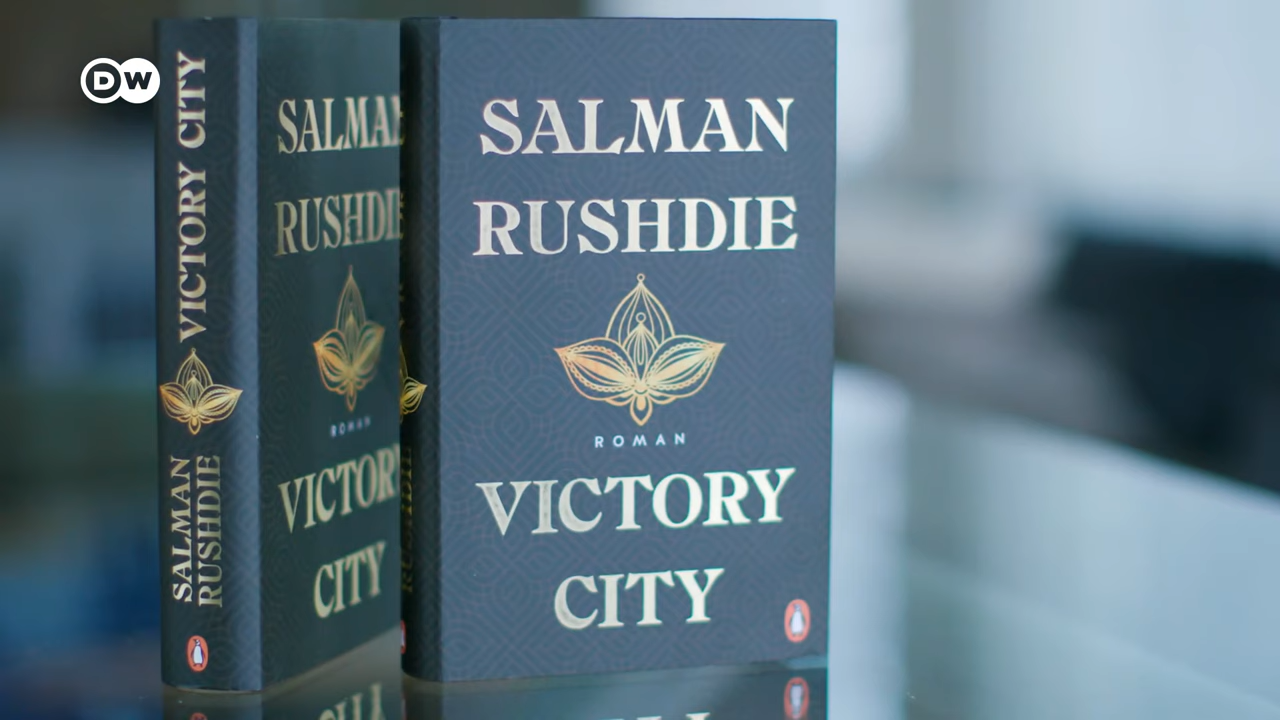 DW
VICTORY CITY
SALMAN
RUSHDIE
SALMAN
RUSHDIE
ROMAN
VICTORY
CITY
SALMAN
RUSHDIE
ROMAN
VICTORY
CITY